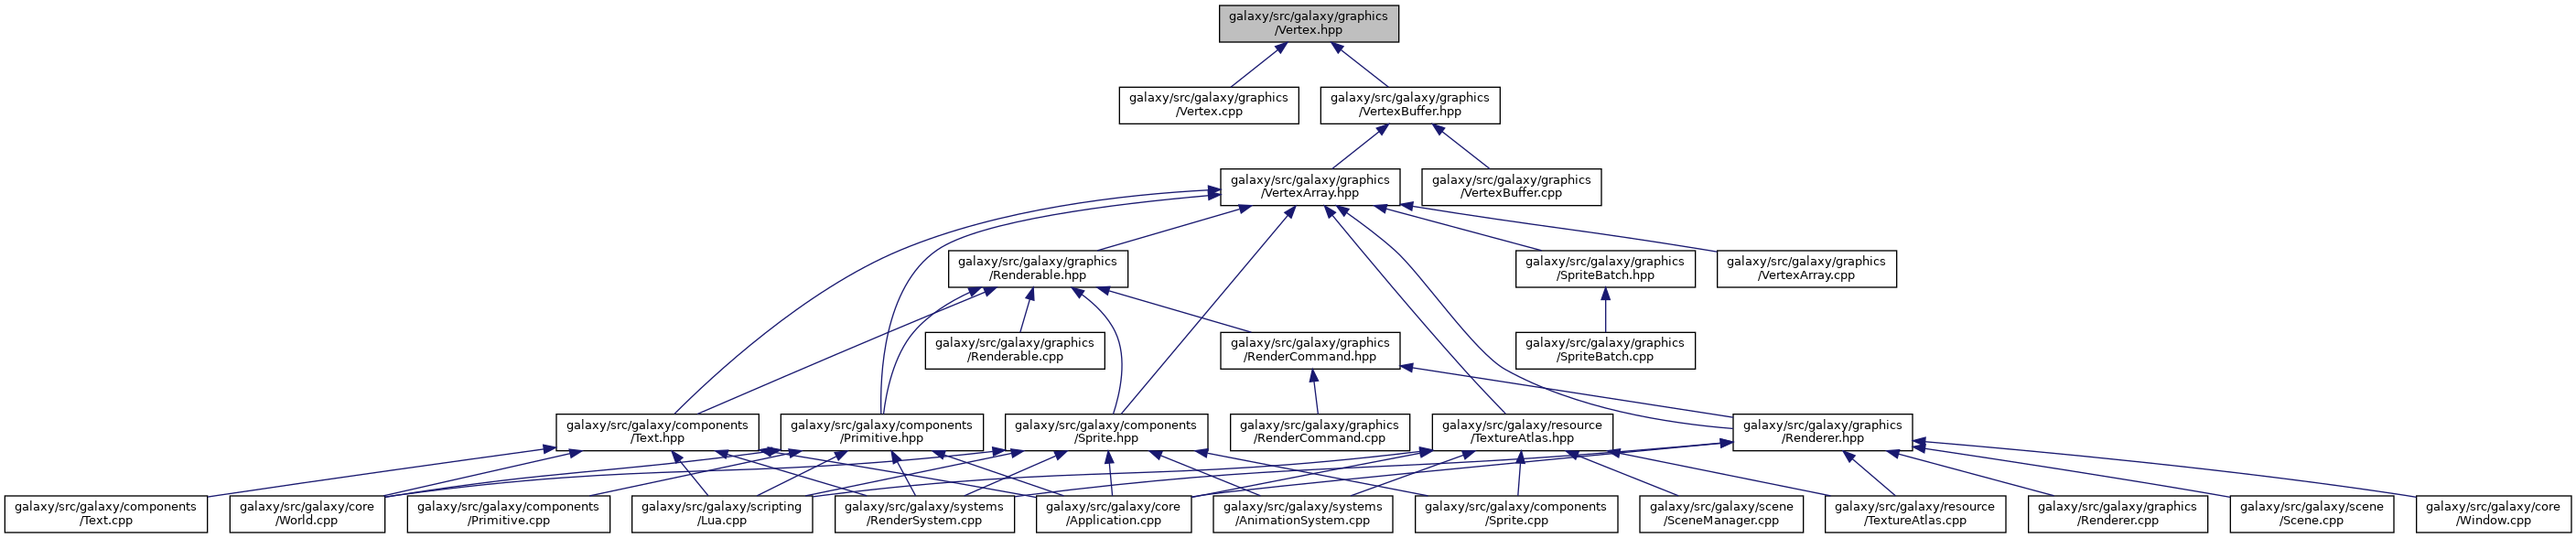 galaxy/src/galaxy/graphics
/Vertex.hpp
galaxy/src/galaxy/graphics
/Vertex.cpp
galaxy/src/galaxy/graphics
/VertexBuffer.hpp
galaxy/src/galaxy/graphics
/VertexArray.hpp
galaxy/src/galaxy/graphics
/VertexBuffer.cpp
galaxy/src/galaxy/graphics
/Renderable.hpp
galaxy/src/galaxy/graphics
/SpriteBatch.hpp
galaxy/src/galaxy/graphics
/VertexArray.cpp
galaxy/src/galaxy/graphics
/Renderable.cpp
galaxy/src/galaxy/graphics
/RenderCommand.hpp
galaxy/src/galaxy/graphics
/SpriteBatch.cpp
galaxy/src/galaxy/components
/Text.hpp
galaxy/src/galaxy/components
/Primitive.hpp
galaxy/src/galaxy/components
/Sprite.hpp
galaxy/src/galaxy/graphics
/RenderCommand.cpp
galaxy/src/galaxy/resource
/TextureAtlas.hpp
galaxy/src/galaxy/graphics
/Renderer.hpp
galaxy/src/galaxy/components
/Text.cpp
galaxy/src/galaxy/core
/World.cpp
galaxy/src/galaxy/components
/Primitive.cpp
galaxy/src/galaxy/scripting
/Lua.cpp
galaxy/src/galaxy/systems
/RenderSystem.cpp
galaxy/src/galaxy/core
/Application.cpp
galaxy/src/galaxy/systems
/AnimationSystem.cpp
galaxy/src/galaxy/components
/Sprite.cpp
galaxy/src/galaxy/scene
/SceneManager.cpp
galaxy/src/galaxy/resource
/TextureAtlas.cpp
galaxy/src/galaxy/graphics
/Renderer.cpp
galaxy/src/galaxy/scene
/Scene.cpp
galaxy/src/galaxy/core
/Window.cpp